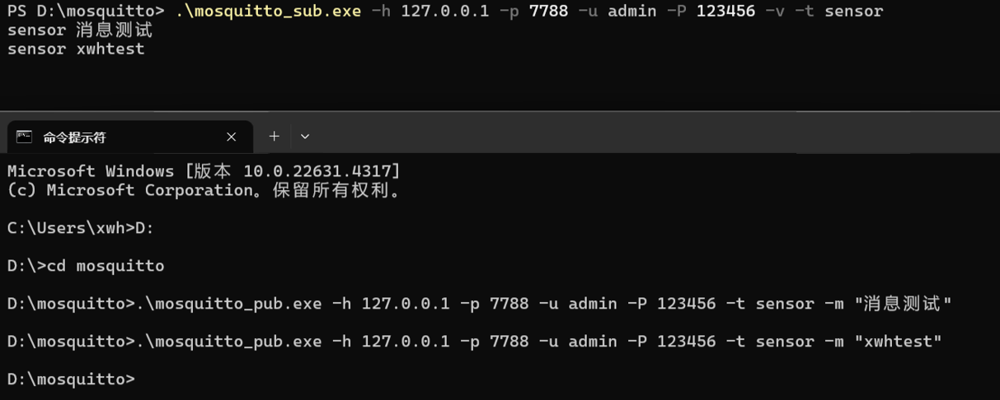 PS D:\mosquitto> .\mosquitto_sub.exe -h 127.0.0.1 -p 7788 -u admin -P 123456 -v -t sensor
sensor 消息测试
sensor xwhtest
命令提示符
Microsoft Windows [版本 10.0.22631.4317]
(c) Microsoft Corporation。保留所有权利。
C:\Users\xwh>D:
D:\>cd mosquitto
D:\mosquitto>.\mosquitto_pub.exe -h 127.0.0.1 -p 7788 -u admin -P 123456 -t sensor -m "消息测试"
D:\mosquitto>.\mosquitto_pub.exe -h 127.0.0.1 -p 7788 -u admin -P 123456 -t sensor -m "xwhtest"
D:\mosquitto>